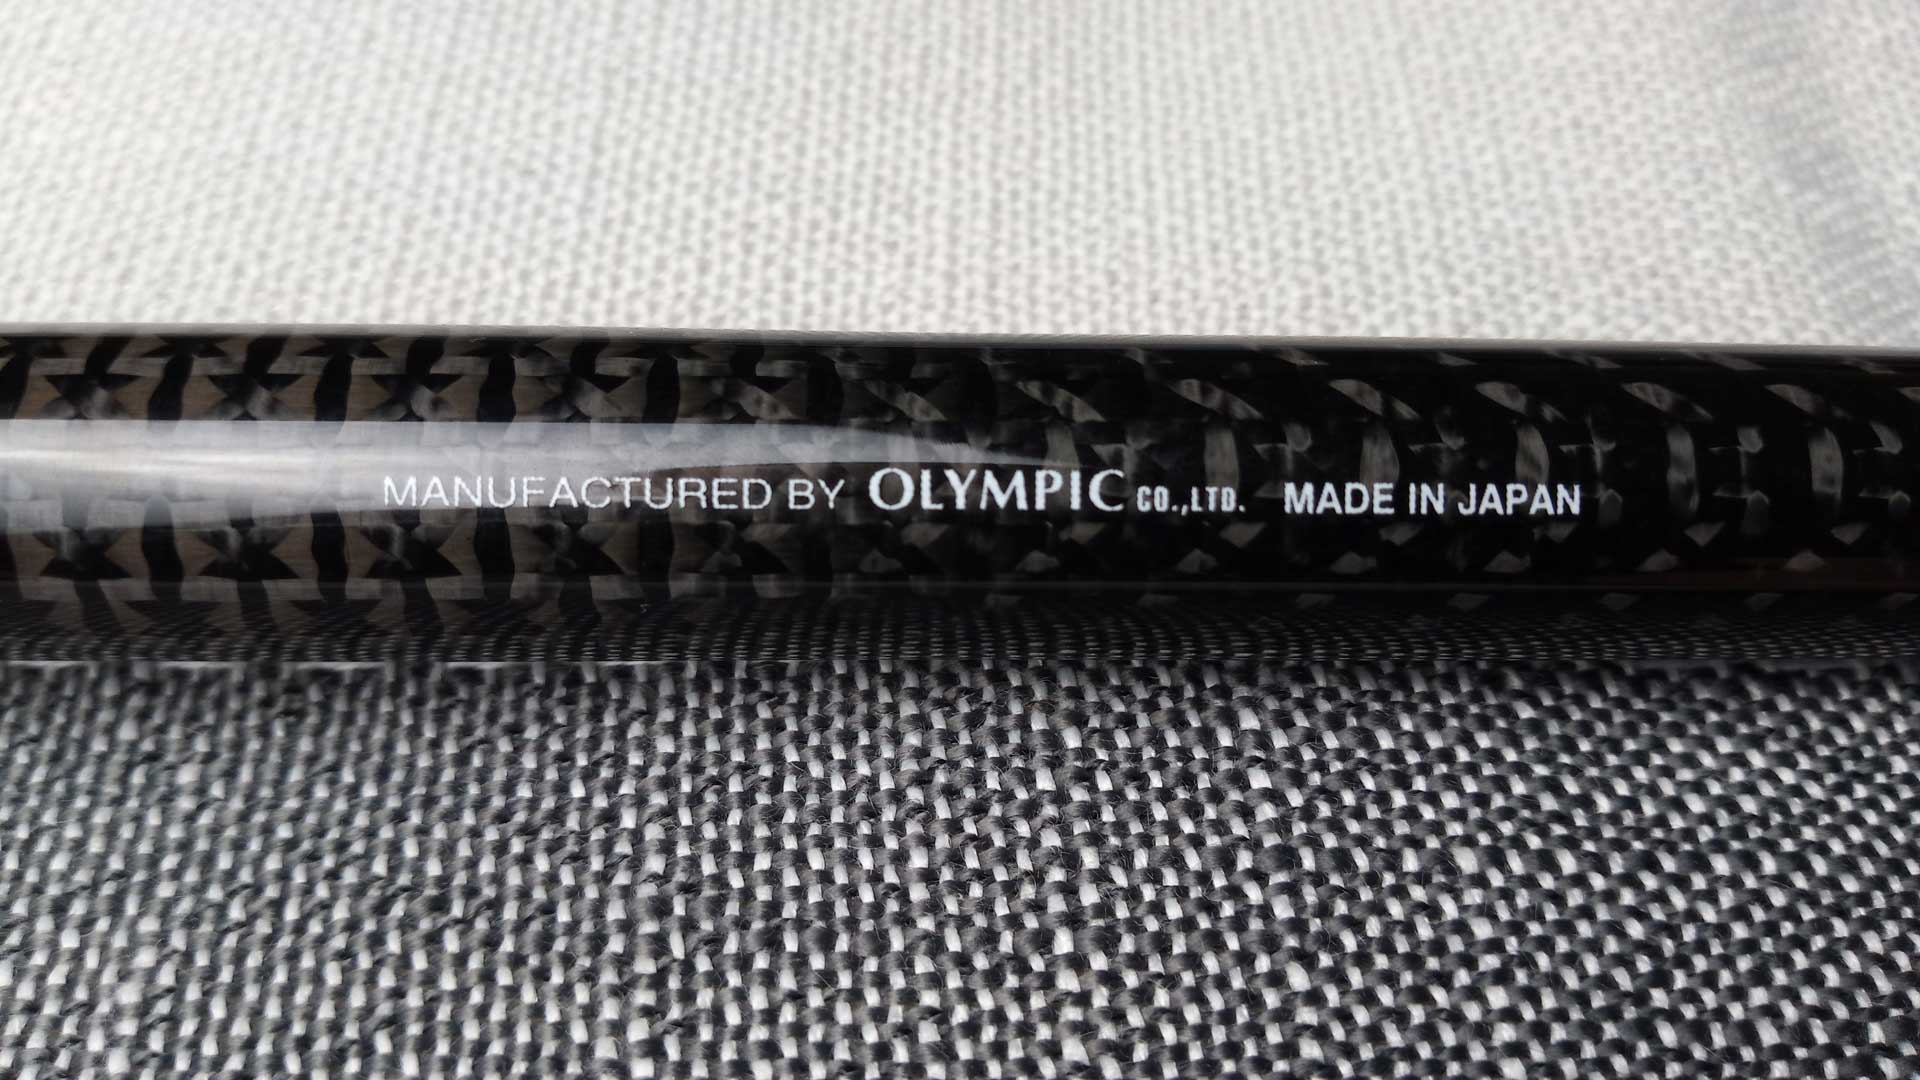 MANUFACTURED BY OLYMPIC CO.,LTD. MADE IN JAPAN